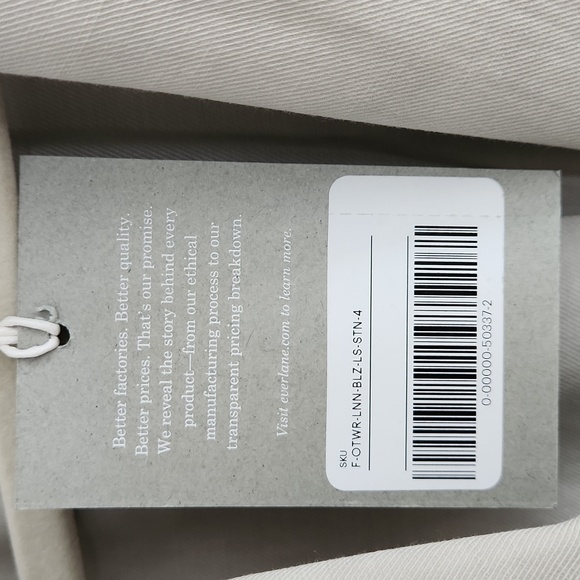 Better factories. Better quality.
Better prices. That's our promise.
We reveal the story behind every
product—from our ethical
manufacturing process to our
transparent pricing breakdown.
Visit everlane.com to learn more.
SKU
F-OTWR-LNN-BLZ-LS-STN-4
0-00000-50337-2